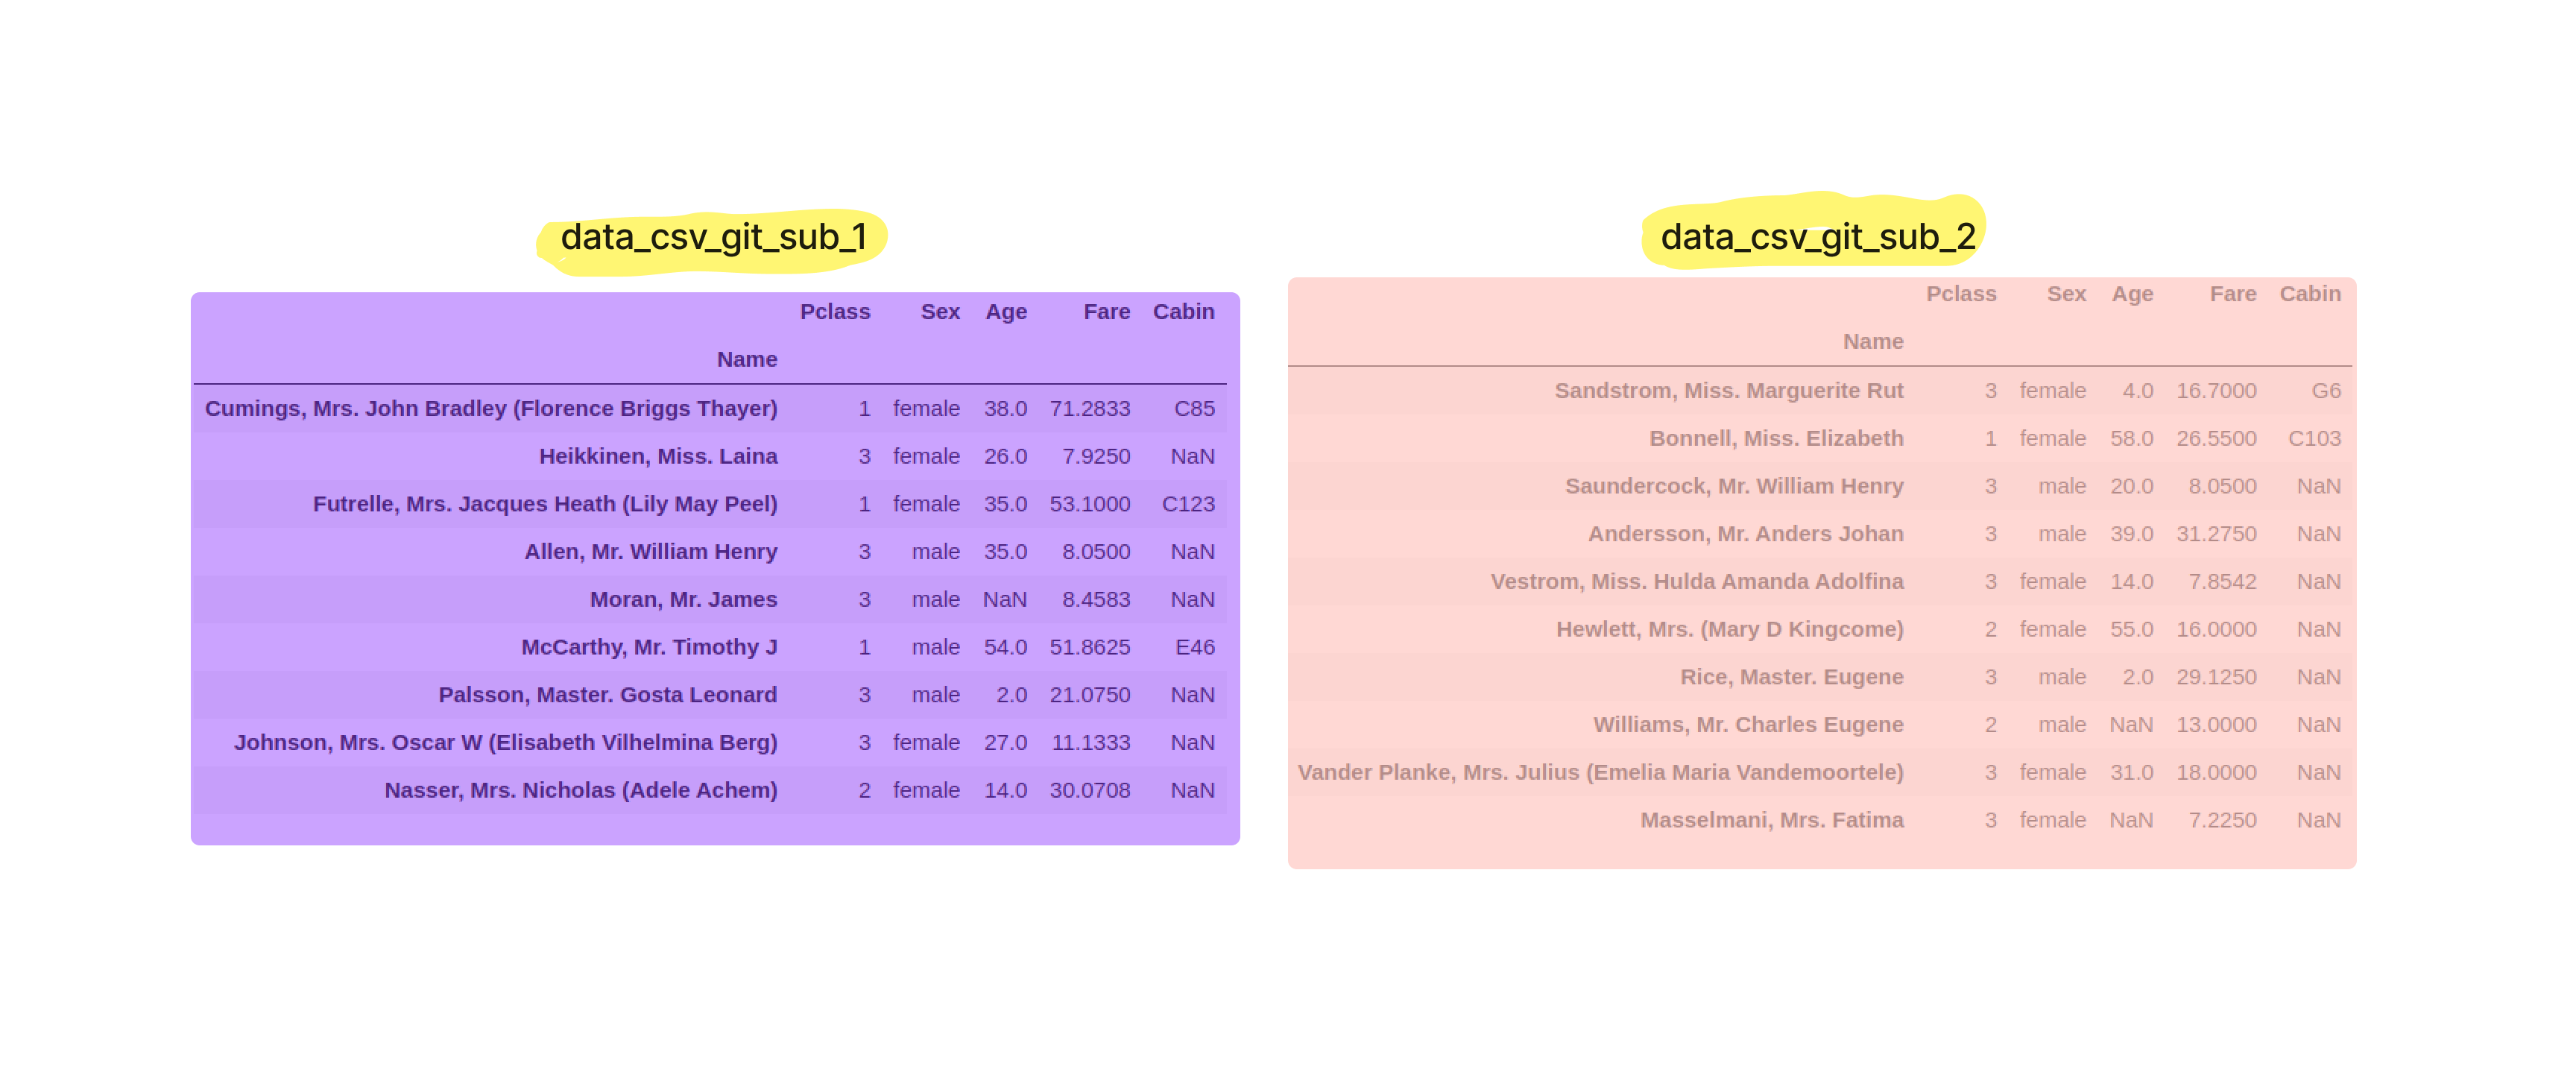 data_csv_git_sub_1
Pclass Sex Age Fare Cabin
Name
Cumings, Mrs. John Bradley (Florence Briggs Thayer) 1 female 38.0 71.2833 C85
Heikkinen, Miss. Laina 3 female 26.0 7.9250 NaN
Futrelle, Mrs. Jacques Heath (Lily May Peel) 1 female 35.0 53.1000 C123
Allen, Mr. William Henry 3 male 35.0 8.0500 NaN
Moran, Mr. James 3 male NaN 8.4583 NaN
McCarthy, Mr. Timothy J 1 male 54.0 51.8625 E46
Palsson, Master. Gosta Leonard 3 male 2.0 21.0750 NaN
Johnson, Mrs. Oscar W (Elisabeth Vilhelmina Berg) 3 female 27.0 11.1333 NaN
Nasser, Mrs. Nicholas (Adele Achem) 2 female 14.0 30.0708 NaN
data_csv_git_sub_2
Pclass Sex Age Fare Cabin
Name
Sandstrom, Miss. Marguerite Rut 3 female 4.0 16.7000 G6
Bonnell, Miss. Elizabeth 1 female 58.0 26.5500 C103
Saundercock, Mr. William Henry 3 male 20.0 8.0500 NaN
Andersson, Mr. Anders Johan 3 male 39.0 31.2750 NaN
Vestrom, Miss. Hulda Amanda Adolfina 3 female 14.0 7.8542 NaN
Hewlett, Mrs. (Mary D Kingcome) 2 female 55.0 16.0000 NaN
Rice, Master. Eugene 3 male 2.0 29.1250 NaN
Williams, Mr. Charles Eugene 2 male NaN 13.0000 NaN
Vander Planke, Mrs. Julius (Emelia Maria Vandemoortele) 3 female 31.0 18.0000 NaN
Masselmani, Mrs. Fatima 3 female NaN 7.2250 NaN